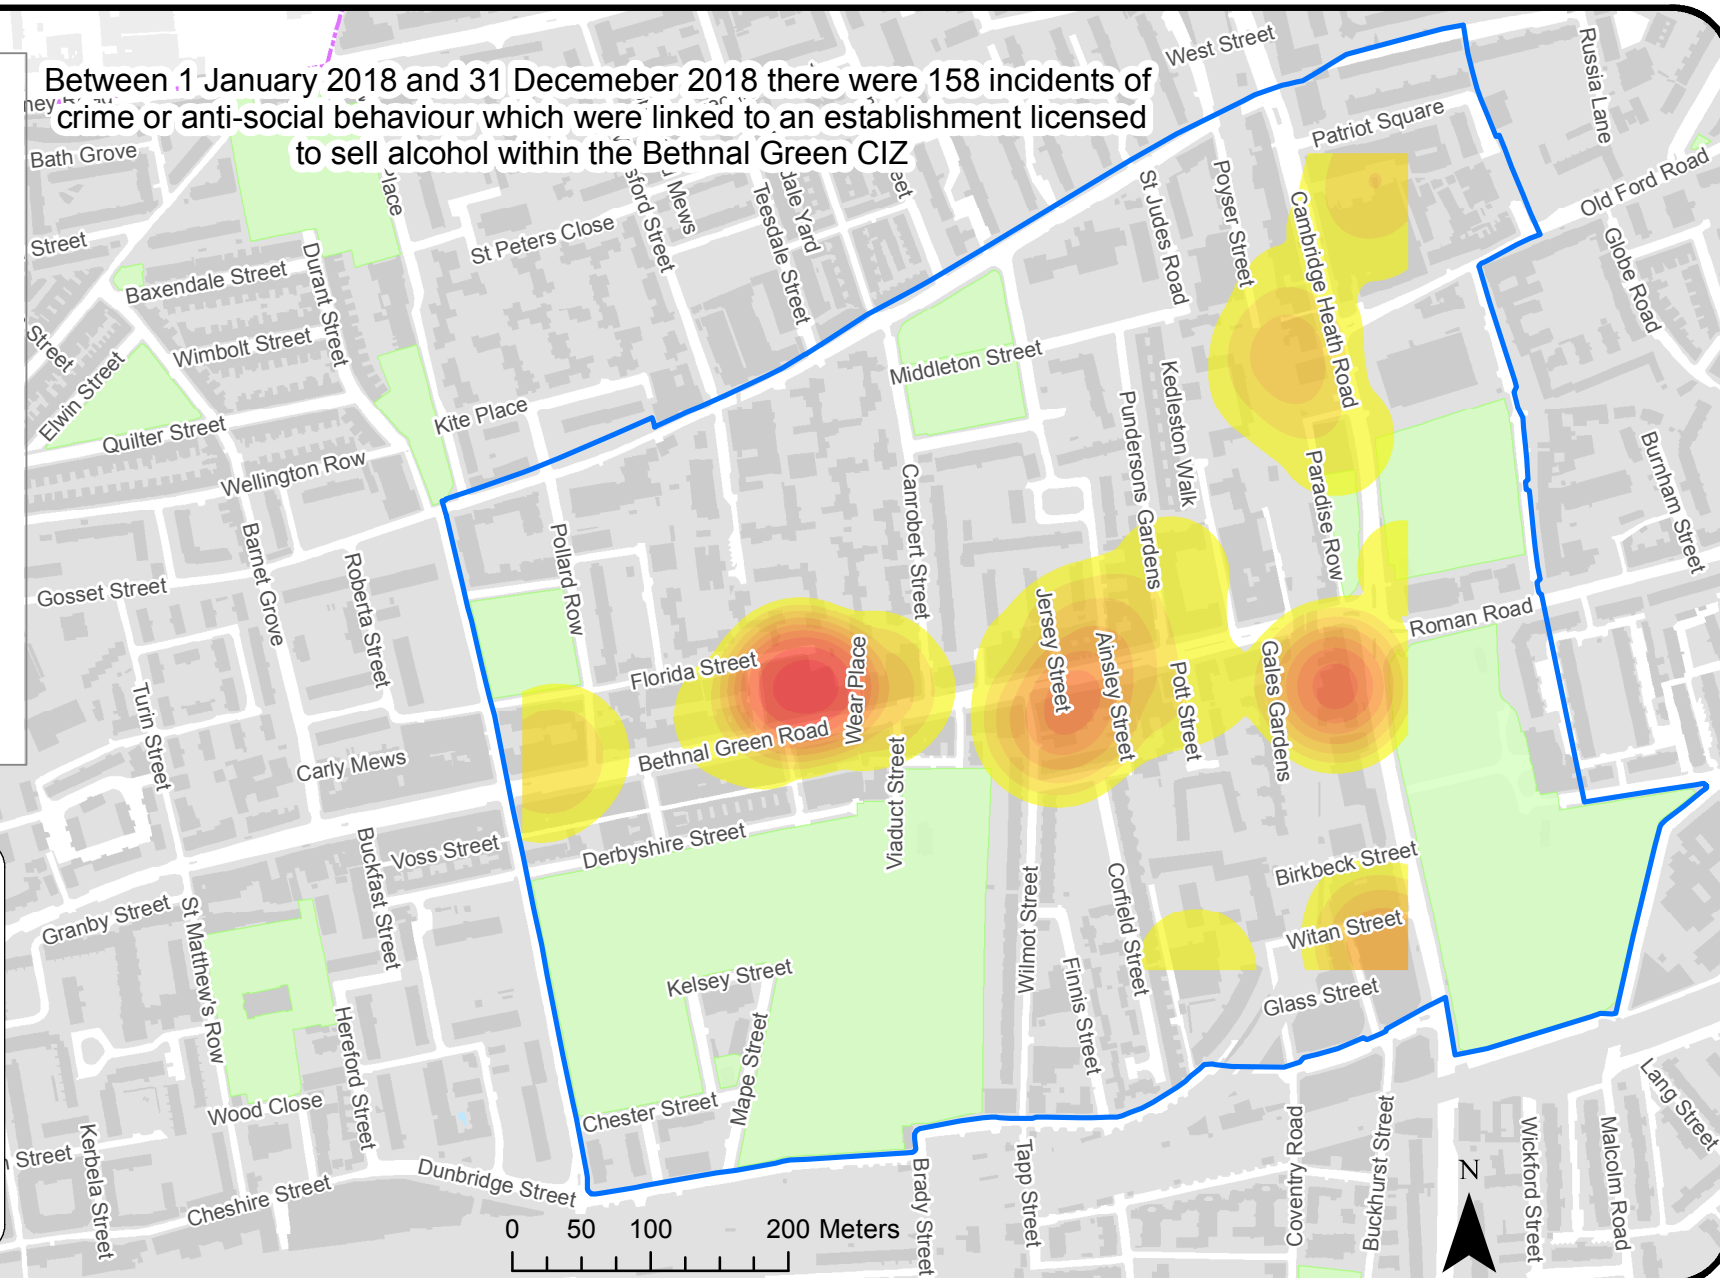 Between 1 January 2018 and 31 Decemeber 2018 there were 158 incidents of
crime or anti-social behaviour which were linked to an establishment licensed
to sell alcohol within the Bethnal Green CIZ
West Street
Russia Lane
Patriot Square
Bath Grove
Place
Mews
Teesdale Street
Yard
St Judes Road
Poyser Street
Cambridge Heath Road
Old Ford Road
Globe Road
Street
St Peters Close
Street
Baxendale Street
Durant Street
Street
Wimbolt Street
Elwin Street
Middleton Street
Kedleston Walk
Pundersons Gardens
Kite Place
Quilter Street
Wellington Row
Canrobert Street
Paradise Row
Burnham Street
Barnet Grove
Pollard Row
Roberta Street
Gosset Street
Jersey Street
Ainsley Street
Roman Road
Florida Street
Wear Place
Pott Street
Gales Gardens
Turin Street
Bethnal Green Road
Carly Mews
Viaduct Street
Voss Street
Buckfast Street
Derbyshire Street
Birkbeck Street
Wilmot Street
Corfield Street
Granby Street
St Matthew's Row
Witan Street
Kelsey Street
Finnis Street
Glass Street
Hereford Street
Mape Street
Wood Close
Chester Street
Lang Street
Kerbela Street
Street
Cheshire Street
Dunbridge Street
Brady Street
Tapp Street
Coventry Road
Buckhurst Street
Wickford Street
Malcolm Road
N
0 50 100 200 Meters